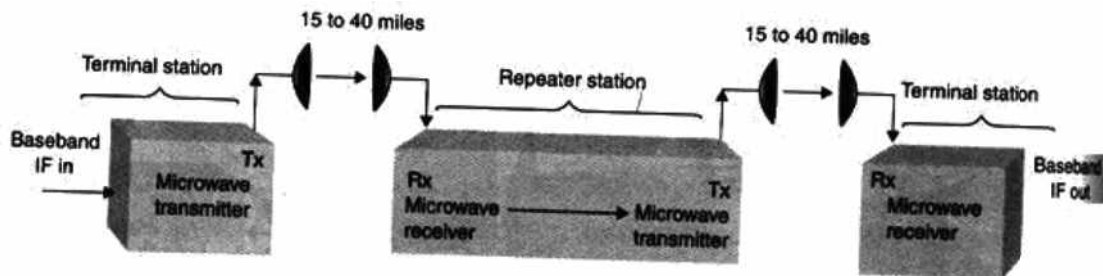 15 to 40 miles
15 to 40 miles
Terminal station
Repeater station
Terminal station
Baseband
IF in
Tx
Microwave
transmitter
Rx
Microwave
receiver
Tx
Microwave
transmitter
Rx
Microwave
receiver
Baseband
IF out